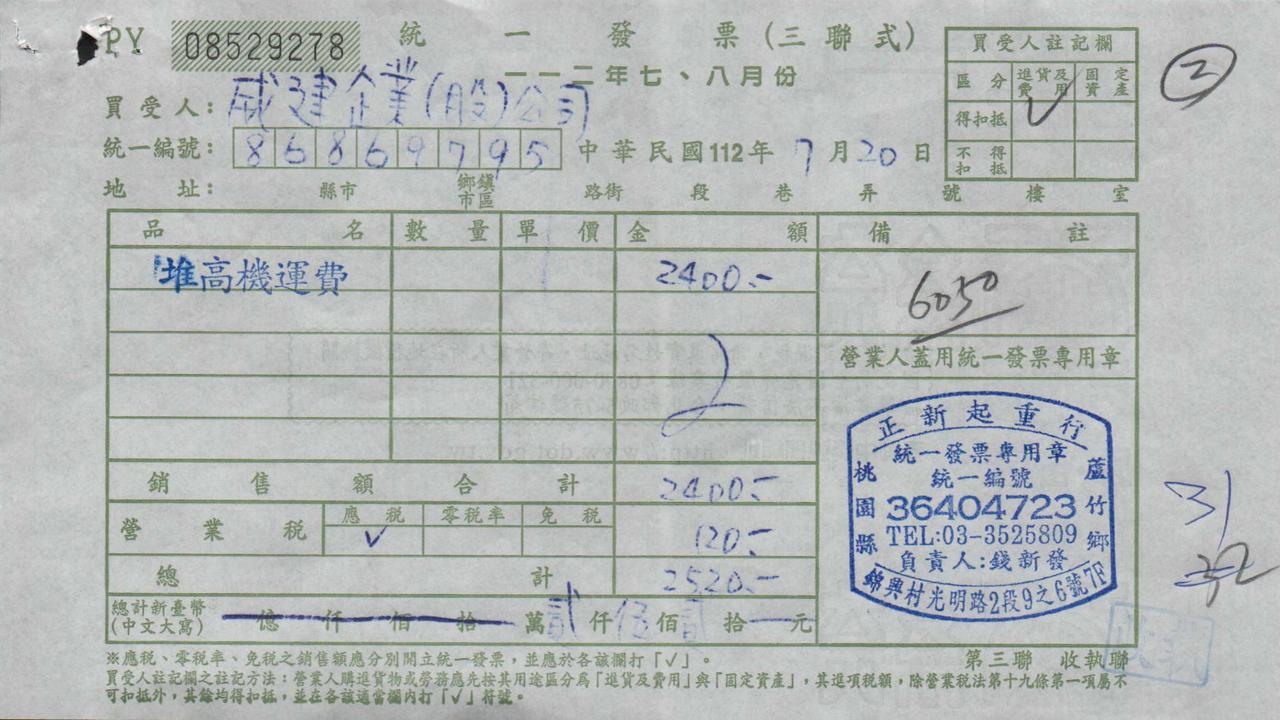 PY 08529278 統一發票(三聯式)
一一二年七、八月份
買受人: 威建企業(股)公司
統一編號: 86869795 中華民國112年7月20日
地址: 縣市 鄉鎮市區 路街 段 巷 弄 號 樓 室
買受人註記欄
區分 進貨及費用 固定資產
得扣抵 ✓
不得扣抵
2
品名 數量 單價 金額 備註
堆高機運費 2400.-
6050
營業人蓋用統一發票專用章
正新起重行
統一發票專用章
統一編號
36404723
TEL:03-3525809
負責人:錢新發
桃園縣 蘆竹鄉
錦興村光明路2段9之6號7F
銷售額合計 2400.-
營業稅 應稅 ✓ 零稅率 免稅 120.-
總計 2520.-
總計新臺幣(中文大寫) 億 仟 佰 拾 萬 貳 仟 伍 佰 貳 拾 元
31
32
※應稅、零稅率、免稅之銷售額應分別開立統一發票,並應於各該欄打「✓」。
第三聯 收執聯
買受人註記欄之註記方法:營業人購進貨物或勞務應先按其用途區分為「進貨及費用」與「固定資產」,其進項稅額,除營業稅法第十九條第一項屬不
可扣抵外,其餘均得扣抵,並在各該適當欄內打「✓」符號。